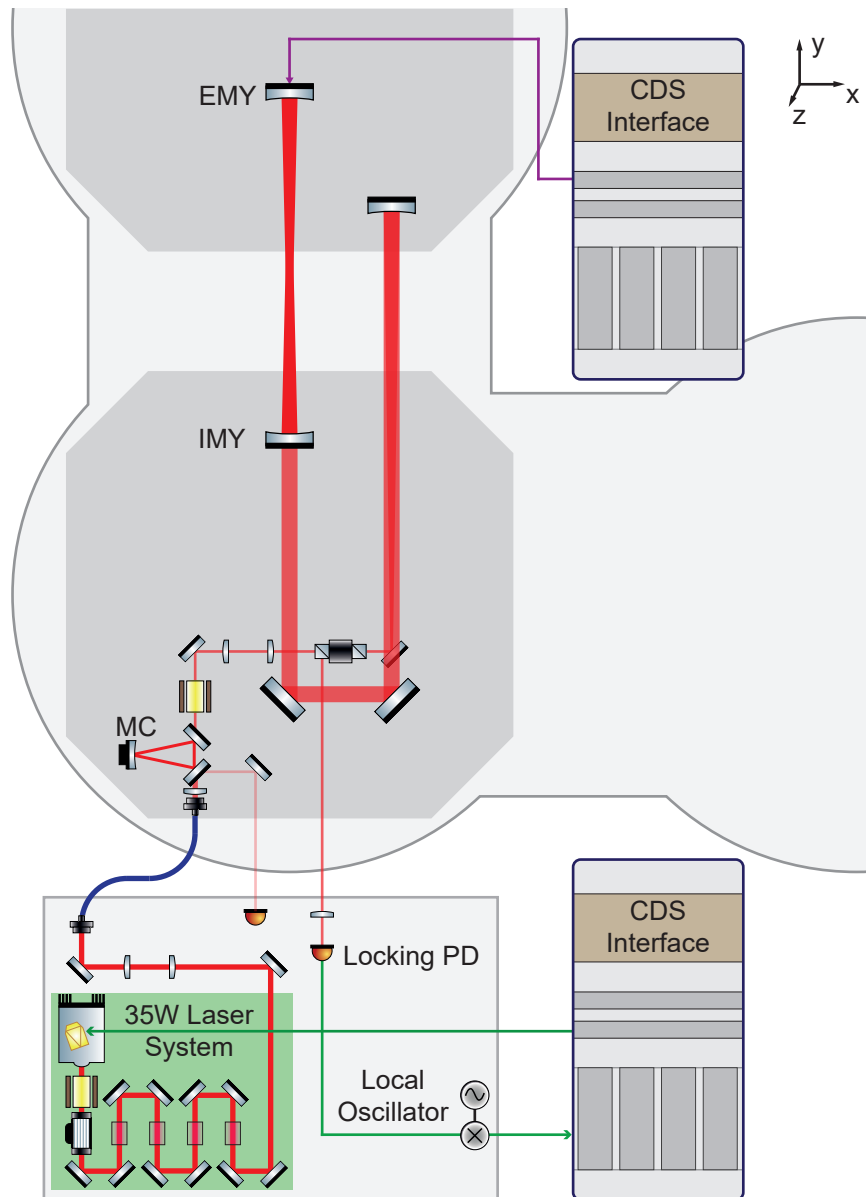 EMY
CDS
Interface
y
x
z
IMY
MC
CDS
Interface
Locking PD
35W Laser
System
Local
Oscillator